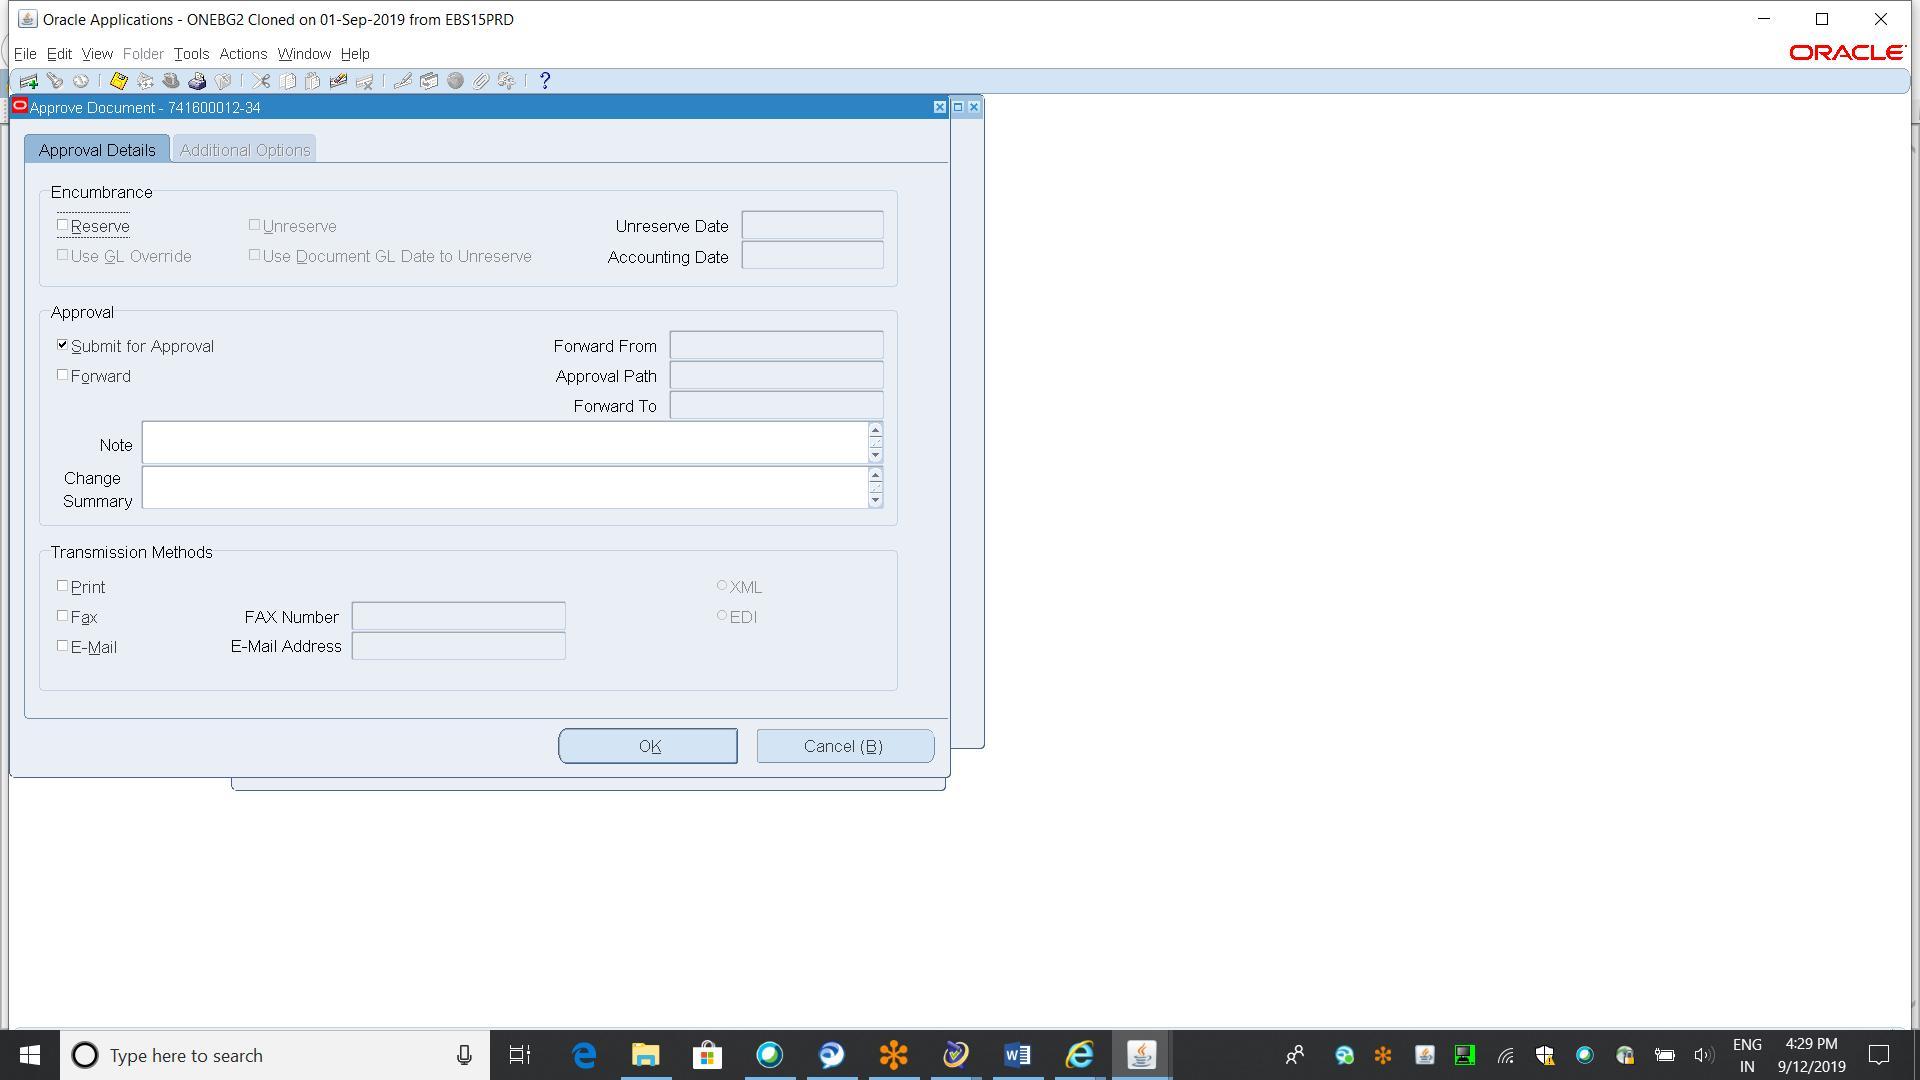 Oracle Applications - ONEBG2 Cloned on 01-Sep-2019 from EBS15PRD
File Edit View Folder Tools Actions Window Help
ORACLE
Approve Document - 741600012-34
Approval Details Additional Options
Encumbrance
Reserve Unreserve Unreserve Date
Use GL Override Use Document GL Date to Unreserve Accounting Date
Approval
Submit for Approval Forward From
Forward Approval Path
Forward To
Note
Change
Summary
Transmission Methods
Print XML
Fax FAX Number EDI
E-Mail E-Mail Address
OK Cancel (B)
Type here to search
ENG
IN
4:29 PM
9/12/2019